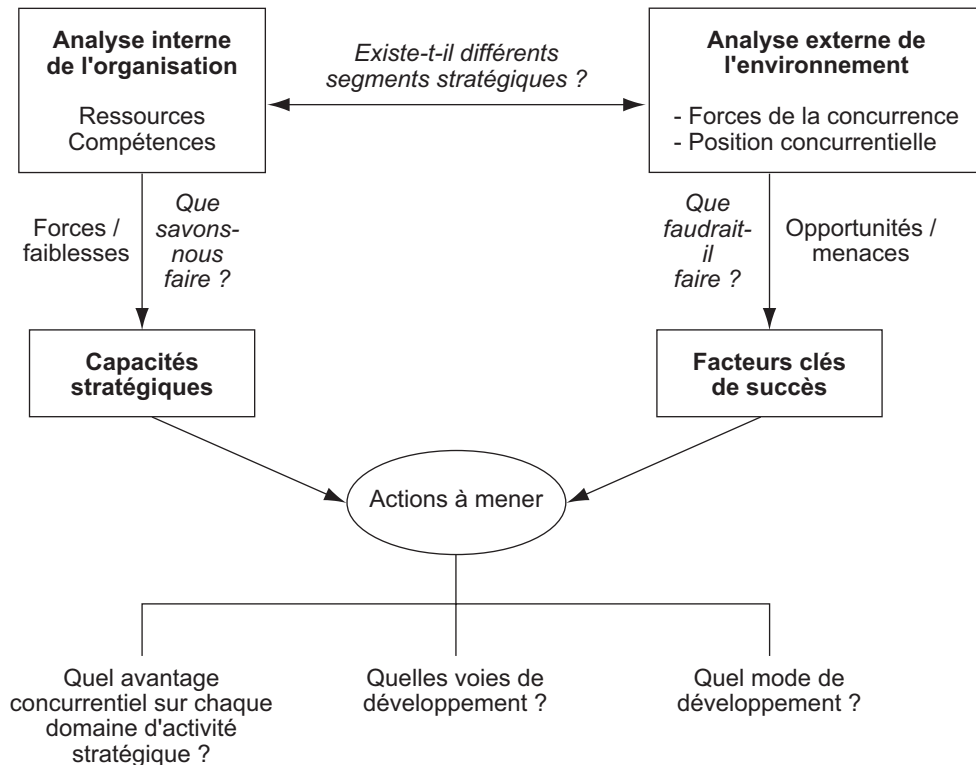 Analyse interne
de l'organisation
Ressources
Compétences
Existe-t-il différents
segments stratégiques ?
Analyse externe de
l'environnement
- Forces de la concurrence
- Position concurrentielle
Forces /
faiblesses
Que
savons-
nous
faire ?
Que
faudrait-
il
faire ?
Opportunités /
menaces
Capacités
stratégiques
Facteurs clés
de succès
Actions à mener
Quel avantage
concurrentiel sur chaque
domaine d'activité
stratégique ?
Quelles voies de
développement ?
Quel mode de
développement ?